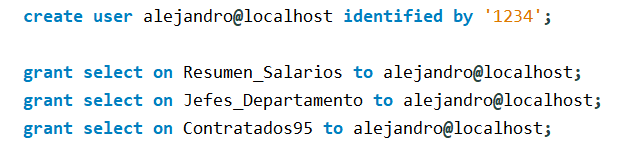 create user alejandro@localhost identified by '1234';
grant select on Resumen_Salarios to alejandro@localhost;
grant select on Jefes_Departamento to alejandro@localhost;
grant select on Contratados95 to alejandro@localhost;